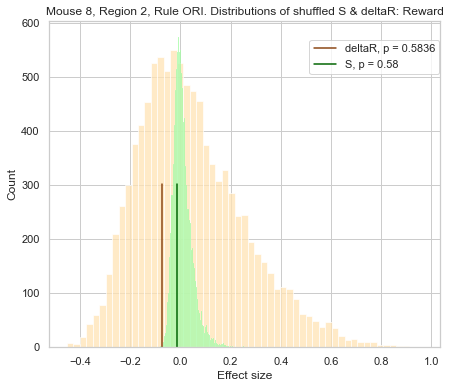 Mouse 8, Region 2, Rule ORI. Distributions of shuffled S & deltaR: Reward
deltaR, p = 0.5836
S, p = 0.58
600
500
400
300
200
100
0
Count
−0.4 −0.2 0.0 0.2 0.4 0.6 0.8 1.0
Effect size